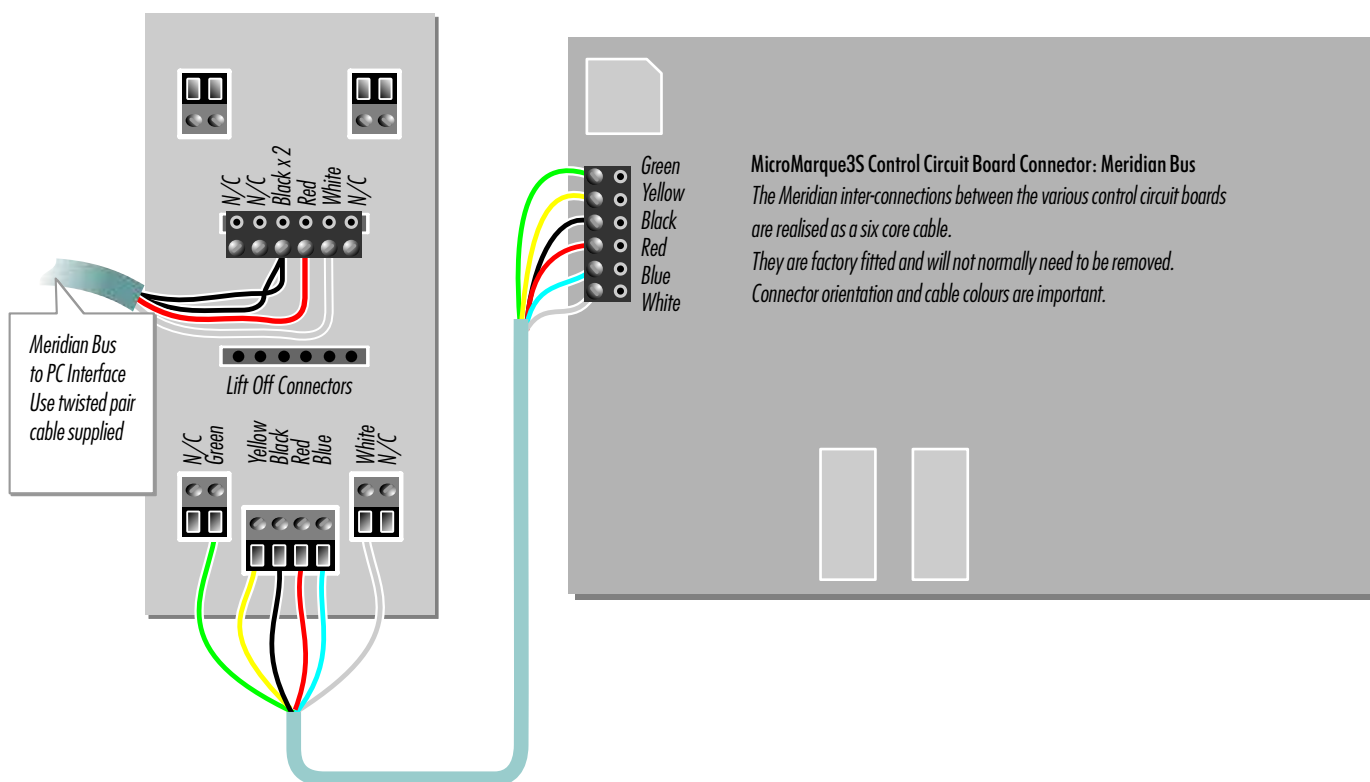 N/C
N/C
Black x 2
Red
White
N/C
Meridian Bus
to PC Interface
Use twisted pair
cable supplied
Lift Off Connectors
N/C
Green
Yellow
Black
Red
Blue
White
N/C
Green
Yellow
Black
Red
Blue
White
MicroMarque3S Control Circuit Board Connector: Meridian Bus
The Meridian inter-connections between the various control circuit boards
are realised as a six core cable.
They are factory fitted and will not normally need to be removed.
Connector orientation and cable colours are important.